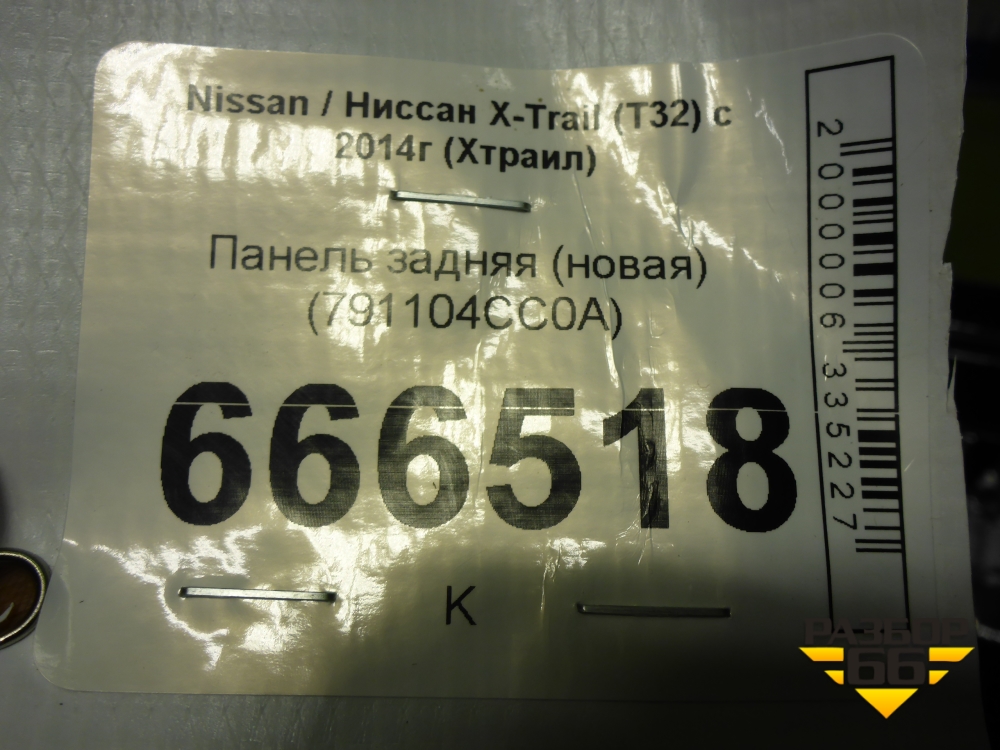 Nissan / Ниссан X-Trail (T32) с
2014г (Хтраил)
Панель задняя (новая)
(791104CC0A)
666518
K
2000006335227
РАЗБОР
66